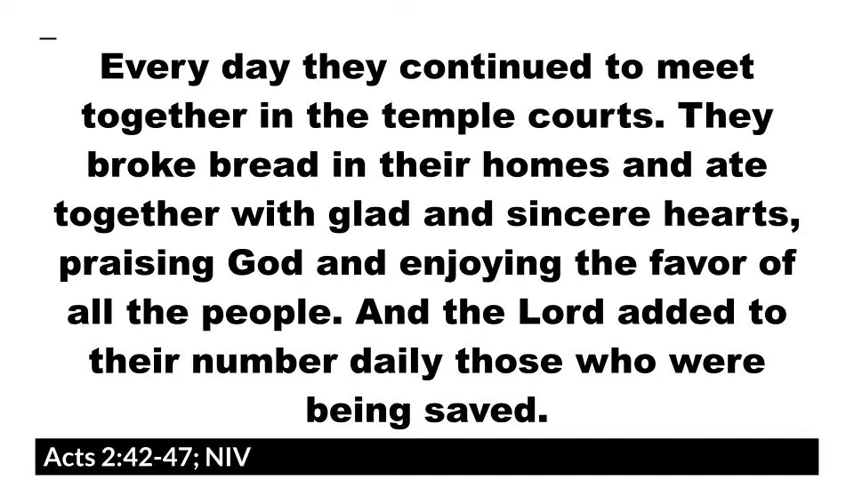 Every day they continued to meet
together in the temple courts. They
broke bread in their homes and ate
together with glad and sincere hearts,
praising God and enjoying the favor of
all the people. And the Lord added to
their number daily those who were
being saved.
Acts 2:42-47; NIV